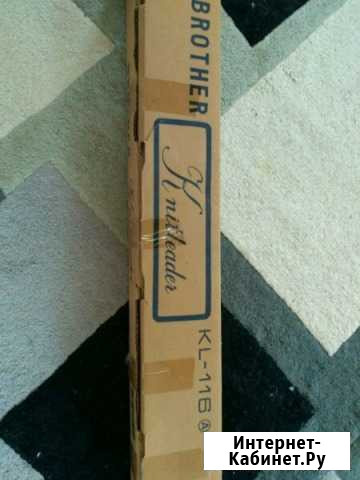 BROTHER
Knitleader
KL-116 Ⓐ
Интернет-
Кабинет.Ру